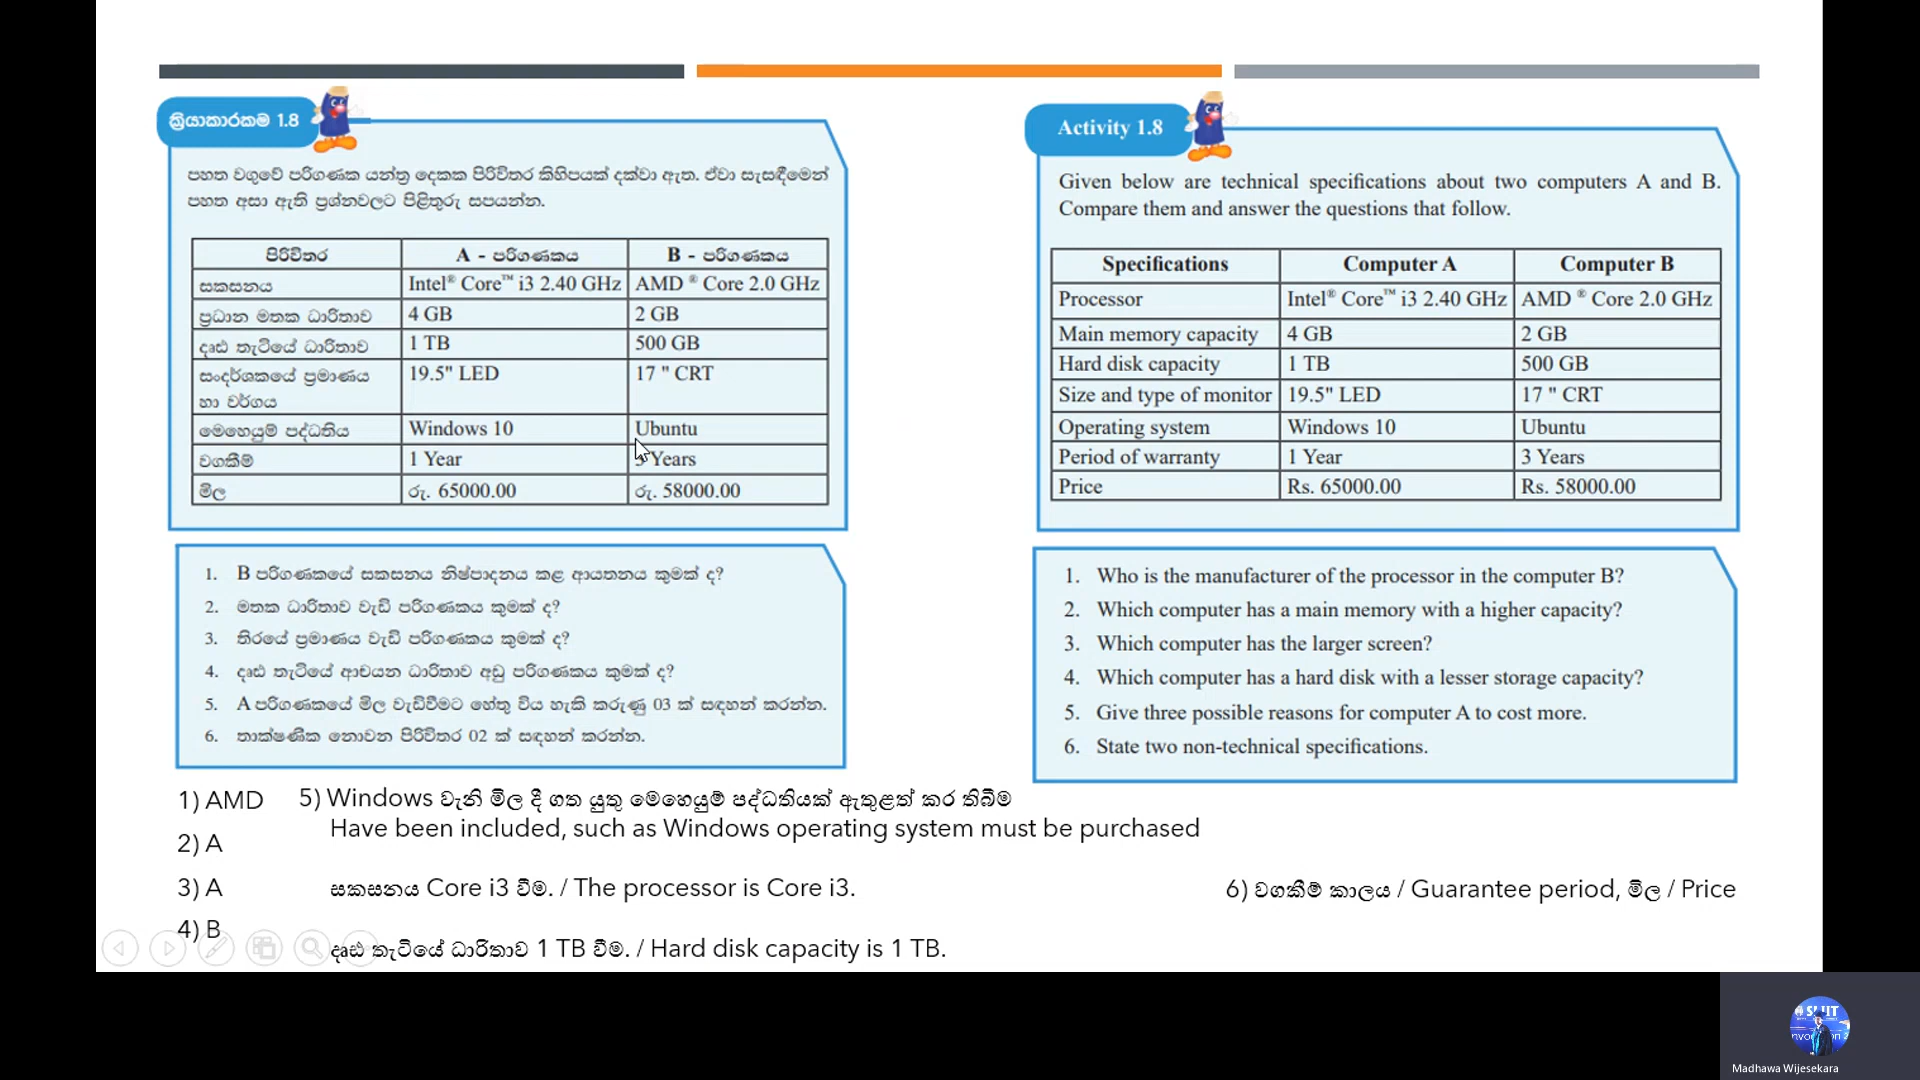 ක්‍රියාකාරකම 1.8
පහත වගුවේ පරිගණක යන්ත්‍ර දෙකක පිරිවිතර කිහිපයක් දක්වා ඇත. ඒවා සැසඳීමෙන්
පහත අසා ඇති ප්‍රශ්නවලට පිළිතුරු සපයන්න.
පිරිවිතර A - පරිගණකය B - පරිගණකය
සකසනය Intel® Core™ i3 2.40 GHz AMD ® Core 2.0 GHz
ප්‍රධාන මතක ධාරිතාව 4 GB 2 GB
දෘඪ තැටියේ ධාරිතාව 1 TB 500 GB
සංදර්ශකයේ ප්‍රමාණය 19.5" LED 17 " CRT
හා වර්ගය
මෙහෙයුම් පද්ධතිය Windows 10 Ubuntu
වගකීම් 1 Year 3 Years
මිල රු. 65000.00 රු. 58000.00
1. B පරිගණකයේ සකසනය නිෂ්පාදනය කළ ආයතනය කුමක් ද?
2. මතක ධාරිතාව වැඩි පරිගණකය කුමක් ද?
3. තිරයේ ප්‍රමාණය වැඩි පරිගණකය කුමක් ද?
4. දෘඪ තැටියේ ආචයන ධාරිතාව අඩු පරිගණකය කුමක් ද?
5. A පරිගණකයේ මිල වැඩිවීමට හේතු විය හැකි කරුණු 03 ක් සඳහන් කරන්න.
6. තාක්ෂණික නොවන පිරිවිතර 02 ක් සඳහන් කරන්න.
Activity 1.8
Given below are technical specifications about two computers A and B.
Compare them and answer the questions that follow.
Specifications Computer A Computer B
Processor Intel® Core™ i3 2.40 GHz AMD ® Core 2.0 GHz
Main memory capacity 4 GB 2 GB
Hard disk capacity 1 TB 500 GB
Size and type of monitor 19.5" LED 17 " CRT
Operating system Windows 10 Ubuntu
Period of warranty 1 Year 3 Years
Price Rs. 65000.00 Rs. 58000.00
1. Who is the manufacturer of the processor in the computer B?
2. Which computer has a main memory with a higher capacity?
3. Which computer has the larger screen?
4. Which computer has a hard disk with a lesser storage capacity?
5. Give three possible reasons for computer A to cost more.
6. State two non-technical specifications.
1) AMD
2) A
3) A
4) B
5) Windows වැනි මිල දී ගත යුතු මෙහෙයුම් පද්ධතියක් ඇතුළත් කර තිබීම
Have been included, such as Windows operating system must be purchased
සකසනය Core i3 වීම. / The processor is Core i3.
දෘඪ තැටියේ ධාරිතාව 1 TB වීම. / Hard disk capacity is 1 TB.
6) වගකීම් කාලය / Guarantee period, මිල / Price
Madhawa Wijesekara